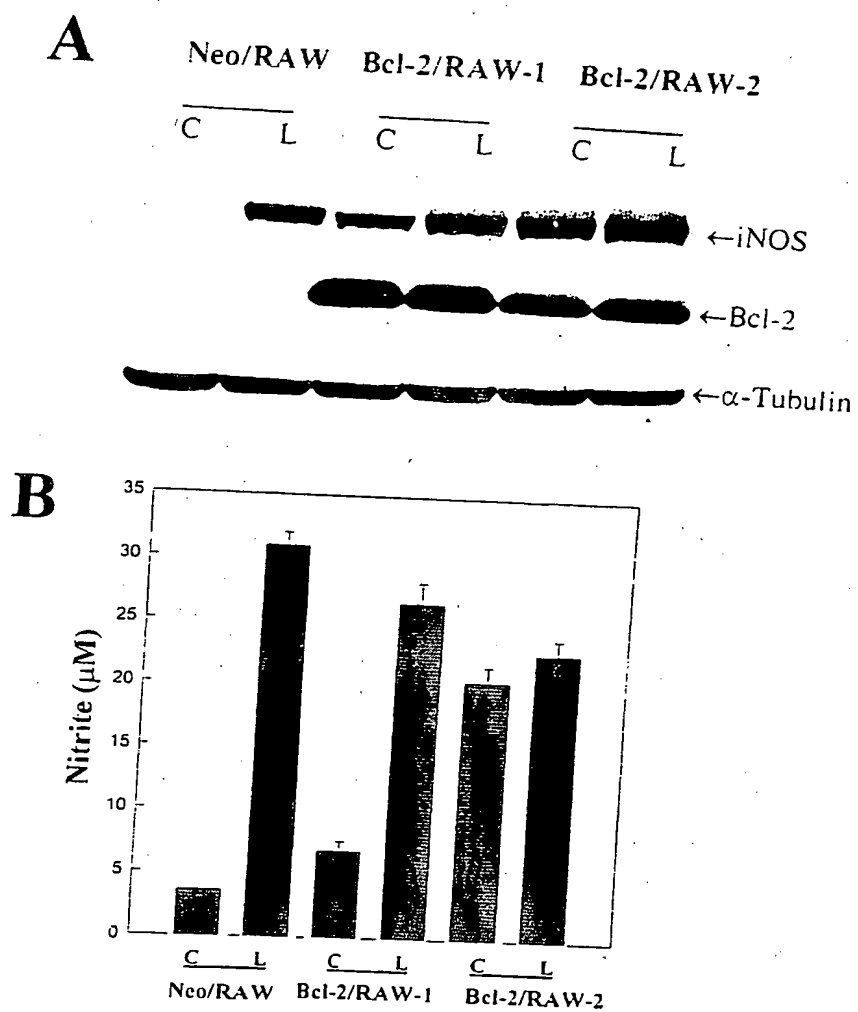 A
Neo/RAW Bcl-2/RAW-1 Bcl-2/RAW-2
C L C L C L
←iNOS
←Bcl-2
←α-Tubulin
B
35
30
25
20
15
10
5
0
Nitrite (μM)
C L C L C L
Neo/RAW Bcl-2/RAW-1 Bcl-2/RAW-2